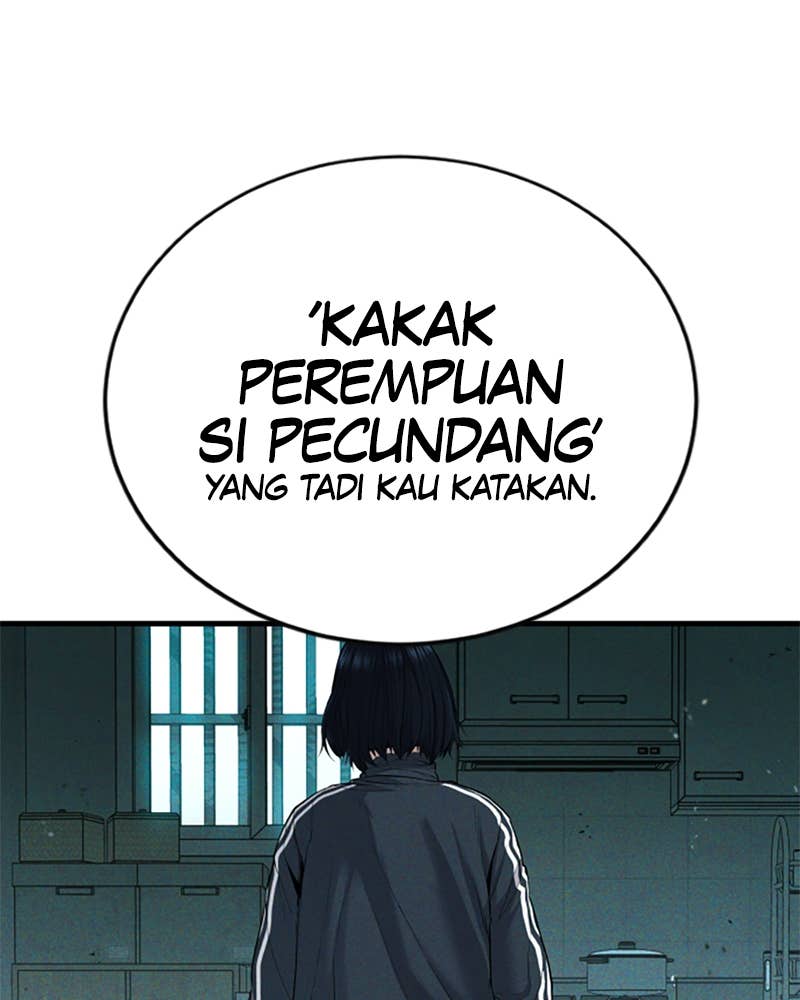 'KAKAK
PEREMPUAN
SI PECUNDANG'
YANG TADI KAU KATAKAN.